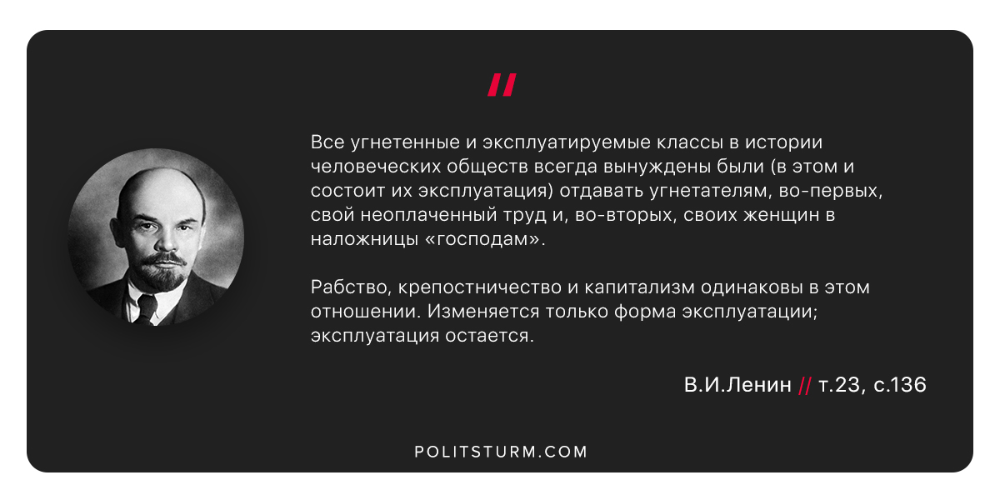 Все угнетенные и эксплуатируемые классы в истории
человеческих обществ всегда вынуждены были (в этом и
состоит их эксплуатация) отдавать угнетателям, во-первых,
свой неоплаченный труд и, во-вторых, своих женщин в
наложницы «господам».
Рабство, крепостничество и капитализм одинаковы в этом
отношении. Изменяется только форма эксплуатации;
эксплуатация остается.
В.И.Ленин // т.23, с.136
POLITSTURM.COM